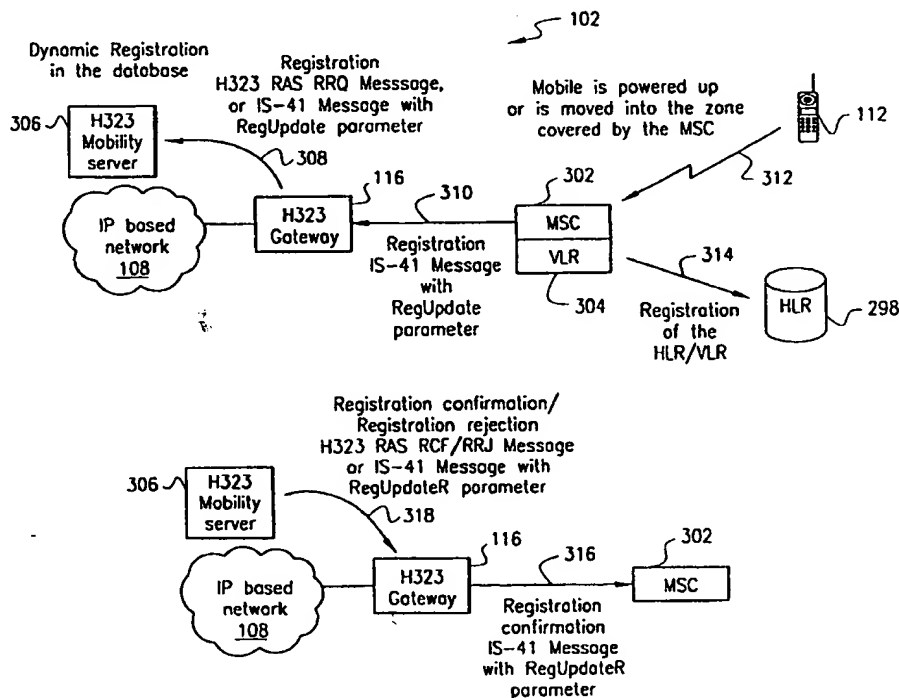 102
Dynamic Registration
in the database
Registration
H323 RAS RRQ Messsage,
or IS-41 Message with
RegUpdate parameter
Mobile is powered up
or is moved into the zone
covered by the MSC
306
H323
Mobility
server
308
112
312
116
302
310
IP based
network
108
H323
Gateway
MSC
VLR
304
Registration
IS-41 Message
with
RegUpdate
parameter
314
HLR
298
Registration
of the
HLR/VLR
Registration confirmation/
Registration rejection
H323 RAS RCF/RRJ Message
or IS-41 Message with
RegUpdateR parameter
306
H323
Mobility
server
318
116
316
302
IP based
network
108
H323
Gateway
MSC
Registration
confirmation
IS-41 Message
with RegUpdateR
parameter